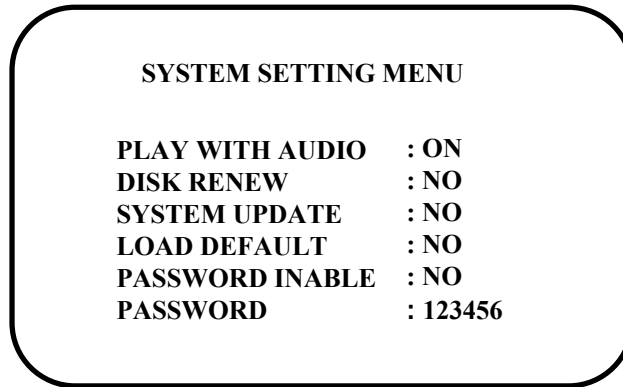 SYSTEM SETTING MENU
PLAY WITH AUDIO : ON
DISK RENEW : NO
SYSTEM UPDATE : NO
LOAD DEFAULT : NO
PASSWORD INABLE : NO
PASSWORD : 123456